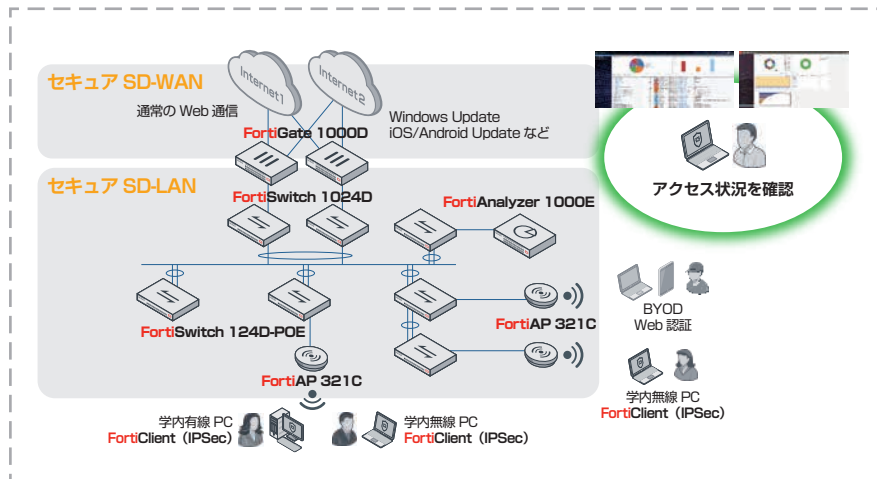 セキュア SD-WAN
Internet1
Internet2
通常の Web 通信
Windows Update
iOS/Android Update など
FortiGate 1000D
アクセス状況を確認
セキュア SD-LAN
FortiSwitch 1024D
FortiAnalyzer 1000E
FortiSwitch 124D-POE
FortiAP 321C
FortiAP 321C
BYOD
Web 認証
学内有線 PC
FortiClient（IPSec）
学内無線 PC
FortiClient（IPSec）
学内無線 PC
FortiClient（IPSec）